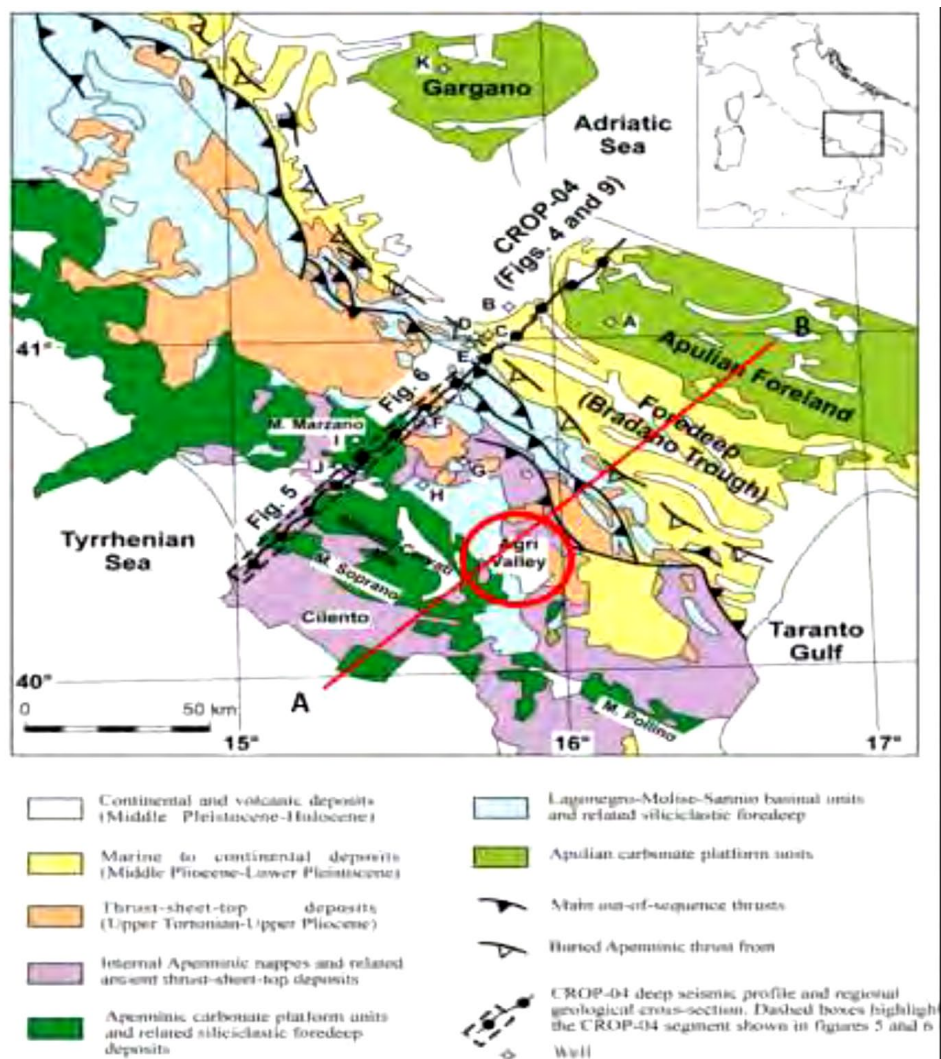 K
Gargano
Adriatic
Sea
CROP-04
(Figs. 4 and 9)
B
D
C
A
B
E
41°
Apulian Foreland
Fig. 6
Foredeep
(Bradano Trough)
M. Marzano
F
I
J
G
H
Fig. 5
Tyrrhenian
Sea
Agri
Valley
M. Soprano
Cilento
Taranto
Gulf
40°
A
0 50 km
M. Pollino
15°
16°
17°
Continental and volcanic deposits
(Middle Pleistocene-Holocene)
Marine to continental deposits
(Middle Pliocene-Lower Pleistocene)
Thrust-sheet-top deposits
(Upper Tortonian-Upper Pliocene)
Internal Apenninic nappes and related
ancient thrust-sheet-top deposits
Apenninic carbonate platform units
and related siliciclastic foredeep
deposits
Lagonegro-Molise-Sannio basinal units
and related siliciclastic foredeep
Apulian carbonate platform units
Main out-of-sequence thrusts
Buried Apenninic thrust from
CROP-04 deep seismic profile and regional
geological cross-section. Dashed boxes highlight
the CROP-04 segment shown in figures 5 and 6
Well